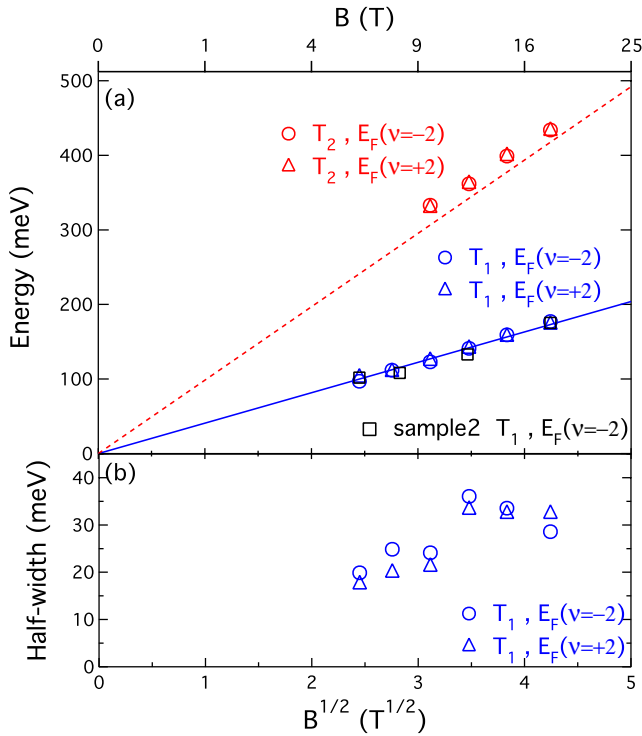 B (T)
0 1 4 9 16 25
(a)
500
400
300
200
100
0
Energy (meV)
T2 , EF(ν=−2)
T2 , EF(ν=+2)
T1 , EF(ν=−2)
T1 , EF(ν=+2)
sample2 T1 , EF(ν=−2)
(b)
40
30
20
10
0
Half-width (meV)
T1 , EF(ν=−2)
T1 , EF(ν=+2)
0 1 2 3 4 5
B^1/2 (T^1/2)